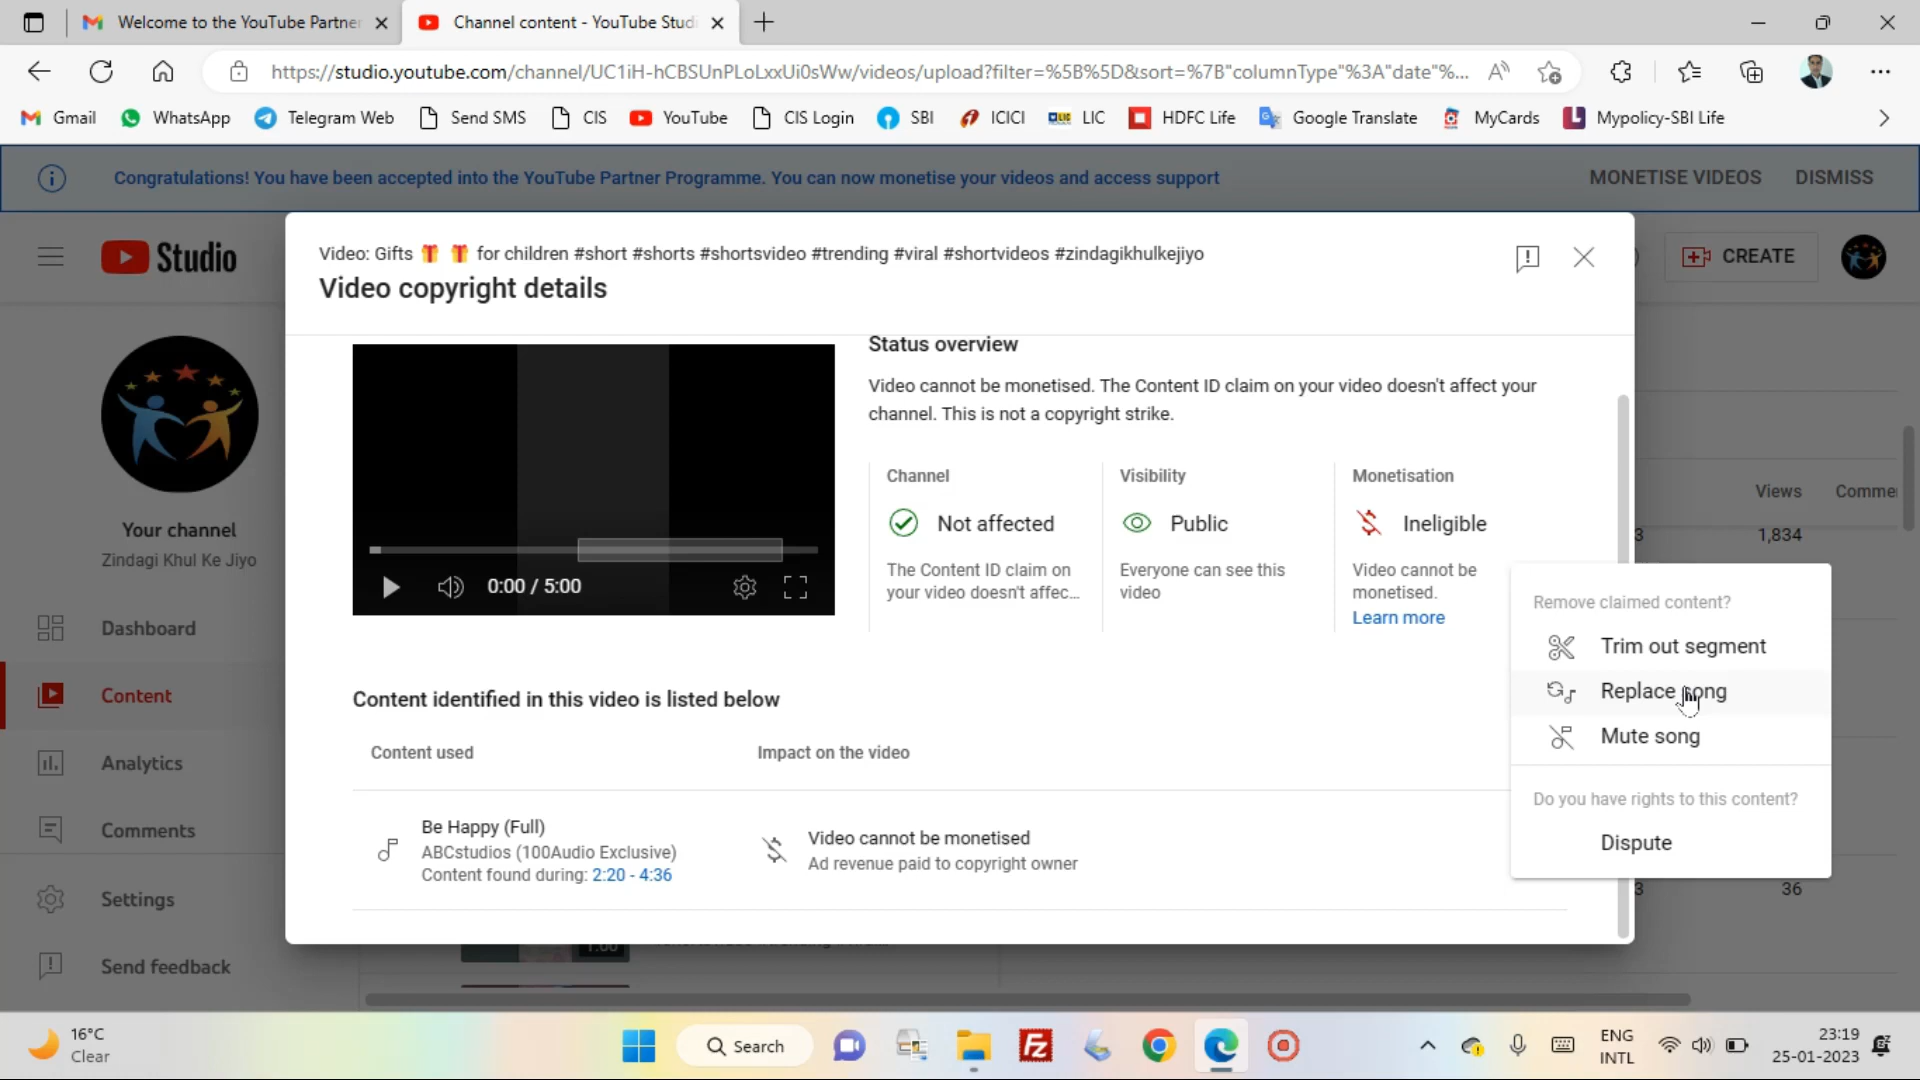 Welcome to the YouTube Partner
Channel content - YouTube Studi
https://studio.youtube.com/channel/UC1iH-hCBSUnPLoLxxUi0sWw/videos/upload?filter=%5B%5D&sort=%7B"columnType"%3A"date"%...
Gmail WhatsApp Telegram Web Send SMS CIS YouTube CIS Login SBI ICICI LIC HDFC Life Google Translate MyCards Mypolicy-SBI Life
Congratulations! You have been accepted into the YouTube Partner Programme. You can now monetise your videos and access support
MONETISE VIDEOS DISMISS
Studio
CREATE
Video: Gifts 🎁 🎁 for children #short #shorts #shortsvideo #trending #viral #shortvideos #zindagikhulkejiyo
Video copyright details
Your channel
Zindagi Khul Ke Jiyo
Dashboard
Content
Analytics
Comments
Settings
Send feedback
0:00 / 5:00
Status overview
Video cannot be monetised. The Content ID claim on your video doesn't affect your
channel. This is not a copyright strike.
Channel
Not affected
The Content ID claim on
your video doesn't affec...
Visibility
Public
Everyone can see this
video
Monetisation
Ineligible
Video cannot be
monetised.
Learn more
Views Comme
3 1,834
Remove claimed content?
Trim out segment
Replace song
Mute song
Do you have rights to this content?
Dispute
3 36
Content identified in this video is listed below
Content used Impact on the video
Be Happy (Full)
ABCstudios (100Audio Exclusive)
Content found during: 2:20 - 4:36
Video cannot be monetised
Ad revenue paid to copyright owner
1:00
16°C
Clear
Search
ENG
INTL
23:19
25-01-2023